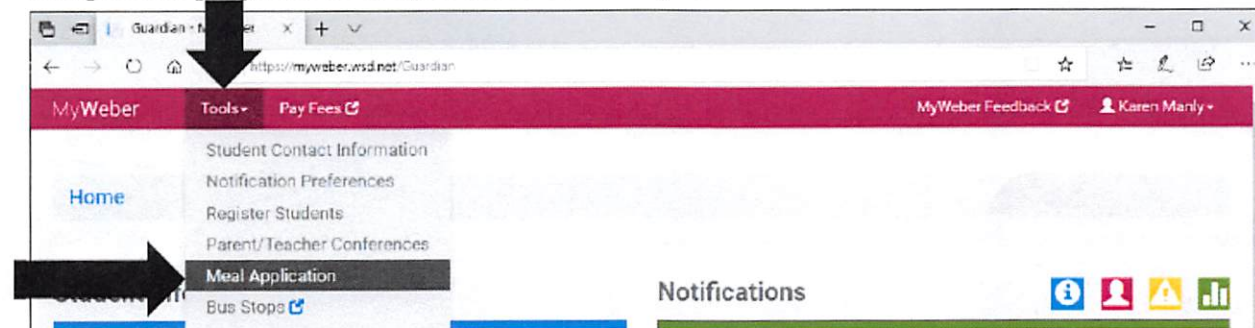 Guardian
https://myweber.wsd.net/Guardian
MyWeber Tools Pay Fees MyWeber Feedback Karen Manly
Student Contact Information
Notification Preferences
Home
Register Students
Parent/Teacher Conferences
Meal Application
Notifications
Bus Stops